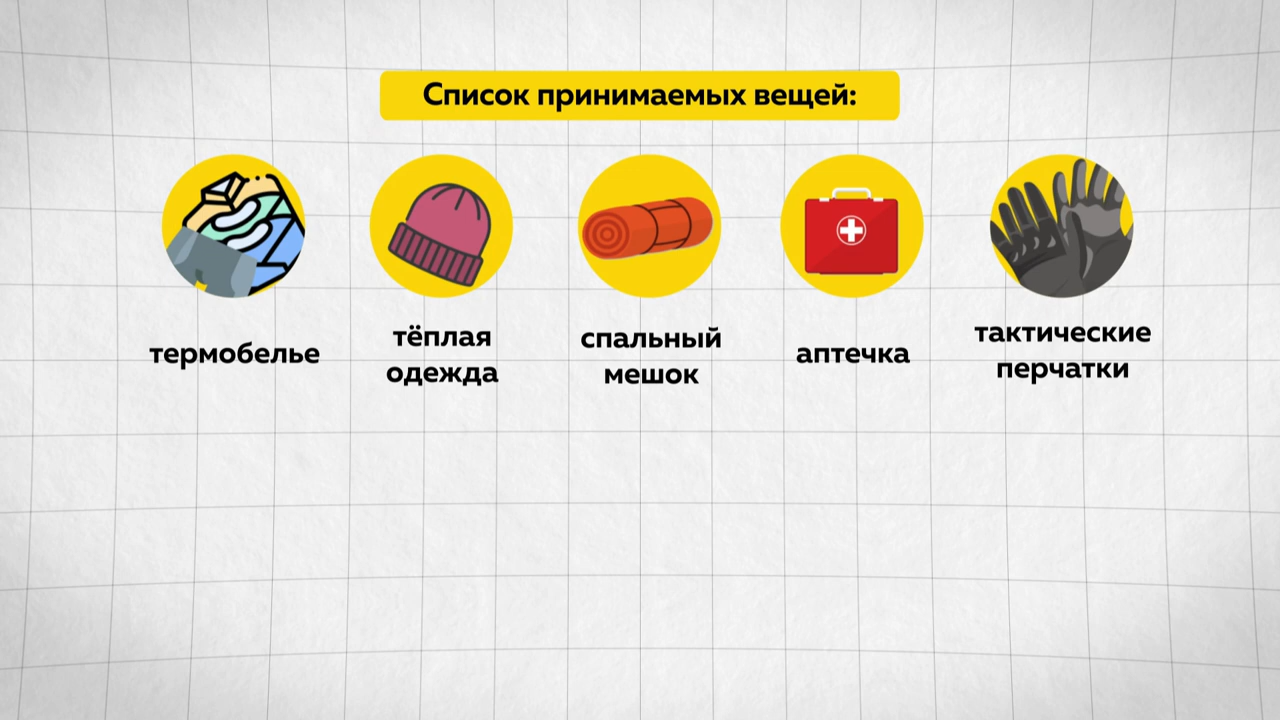 Список принимаемых вещей:
термобелье
тёплая
одежда
спальный
мешок
аптечка
тактические
перчатки